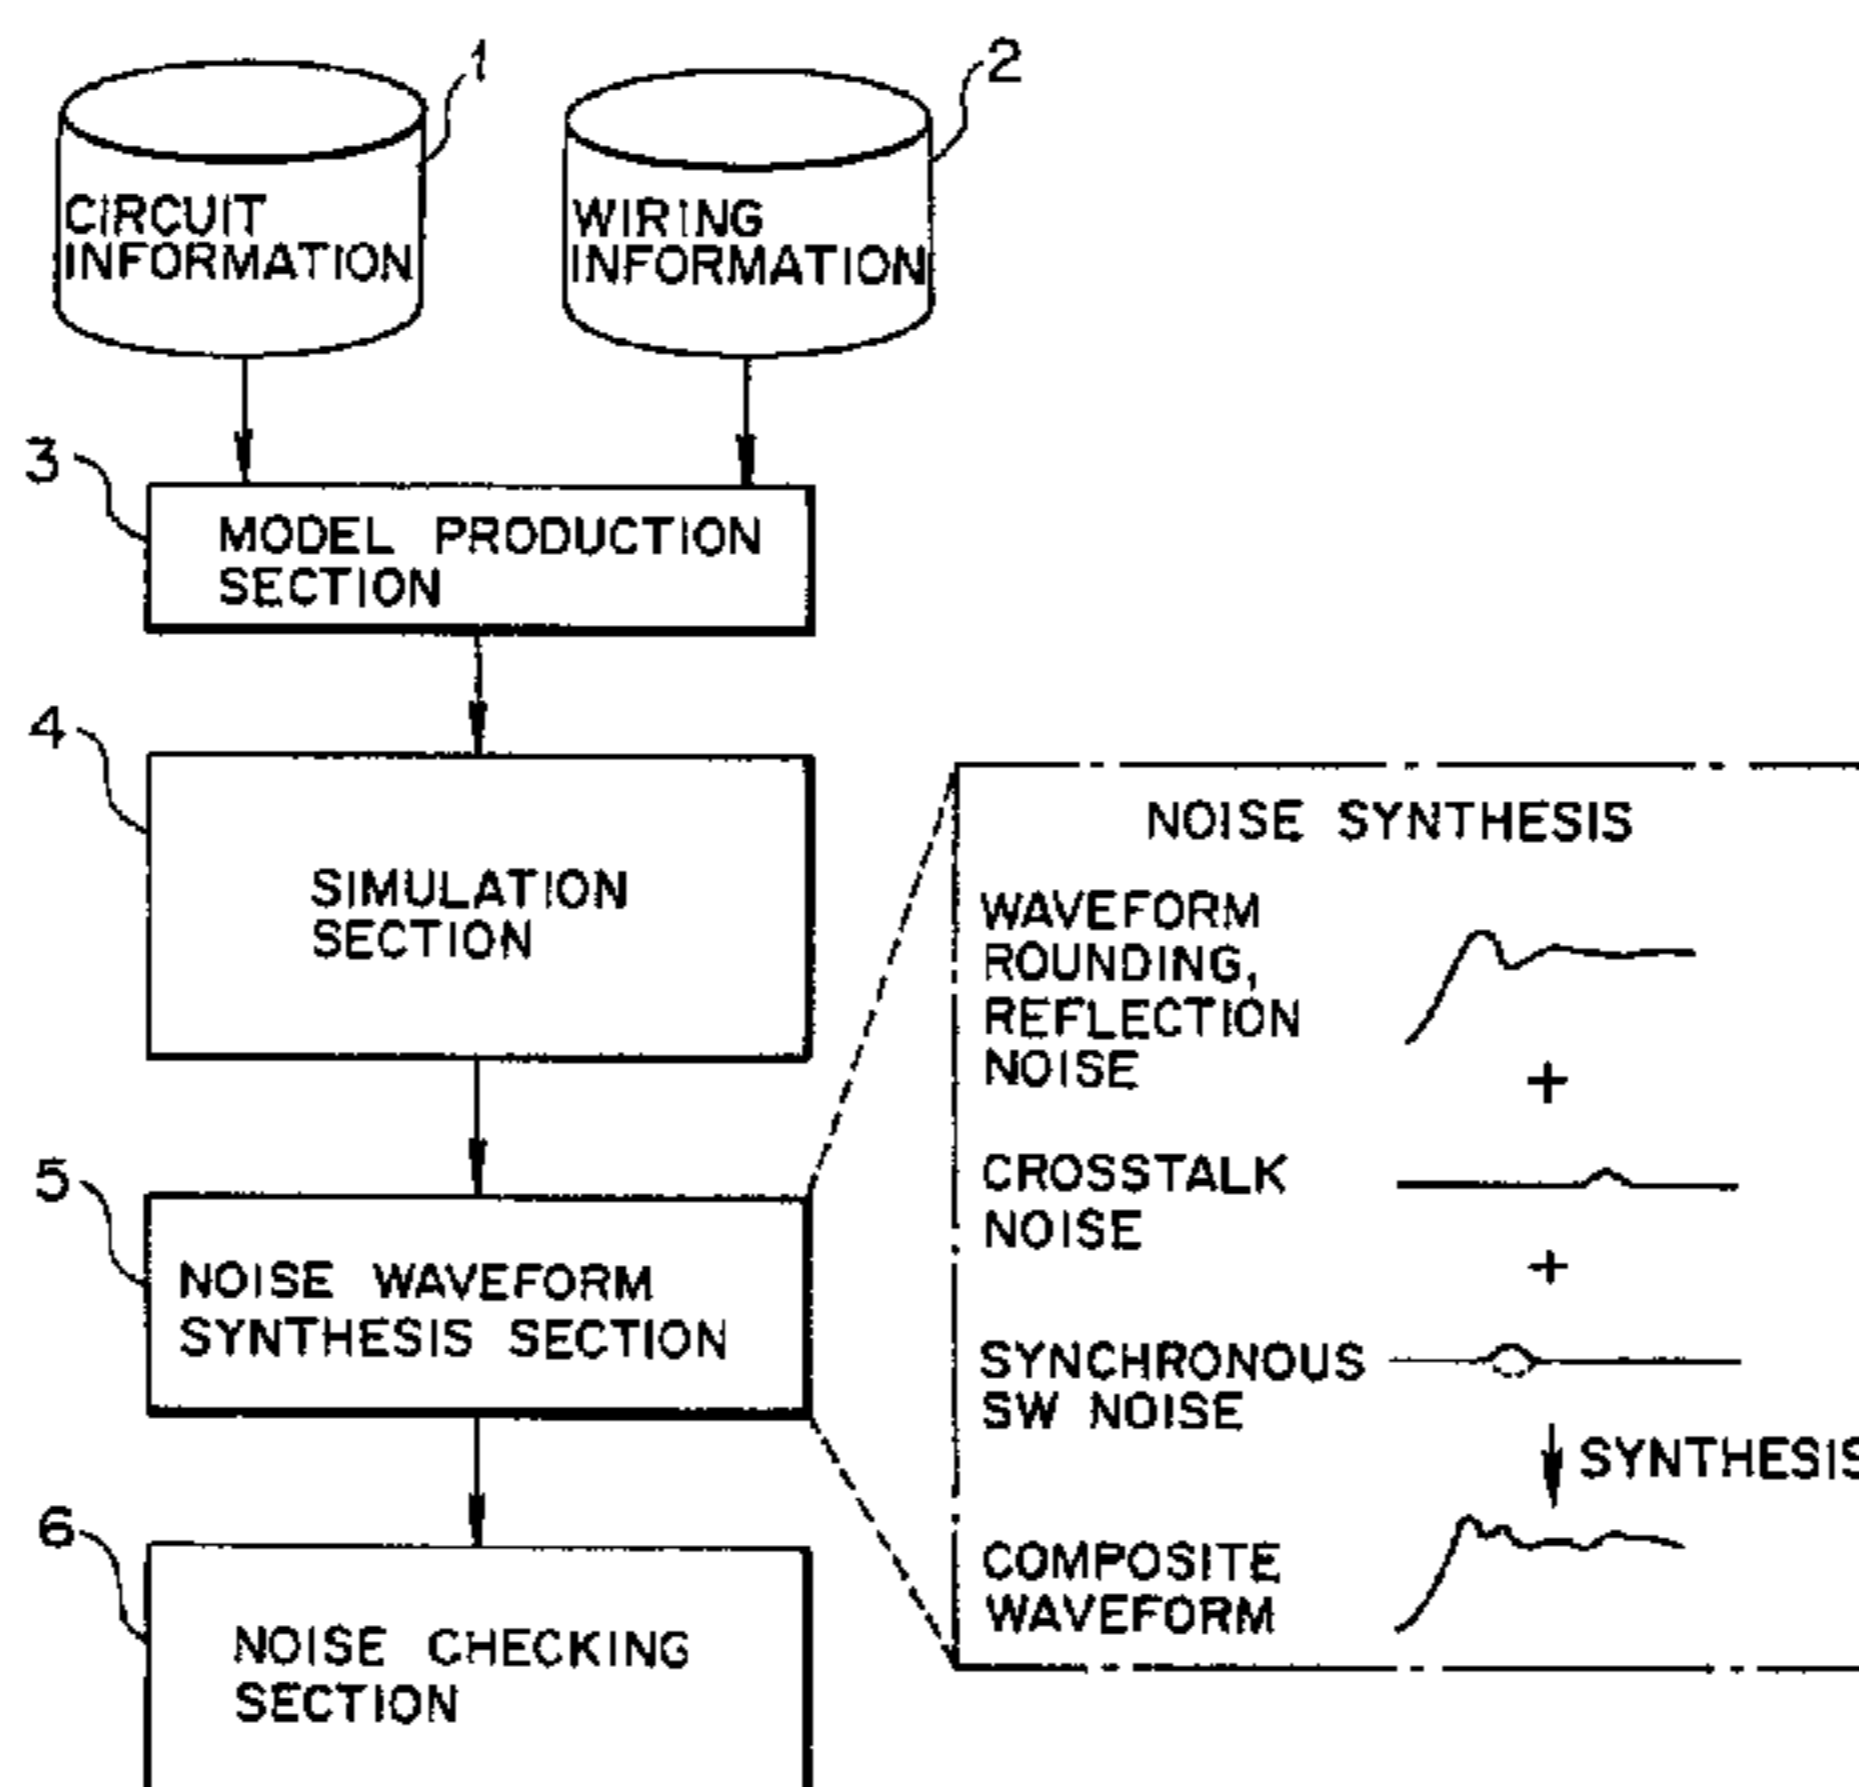 1
2
CIRCUIT
INFORMATION
WIRING
INFORMATION
3
MODEL PRODUCTION
SECTION
4
SIMULATION
SECTION
5
NOISE WAVEFORM
SYNTHESIS SECTION
6
NOISE CHECKING
SECTION
NOISE SYNTHESIS
WAVEFORM
ROUNDING,
REFLECTION
NOISE
+
CROSSTALK
NOISE
+
SYNCHRONOUS
SW NOISE
SYNTHESIS
COMPOSITE
WAVEFORM